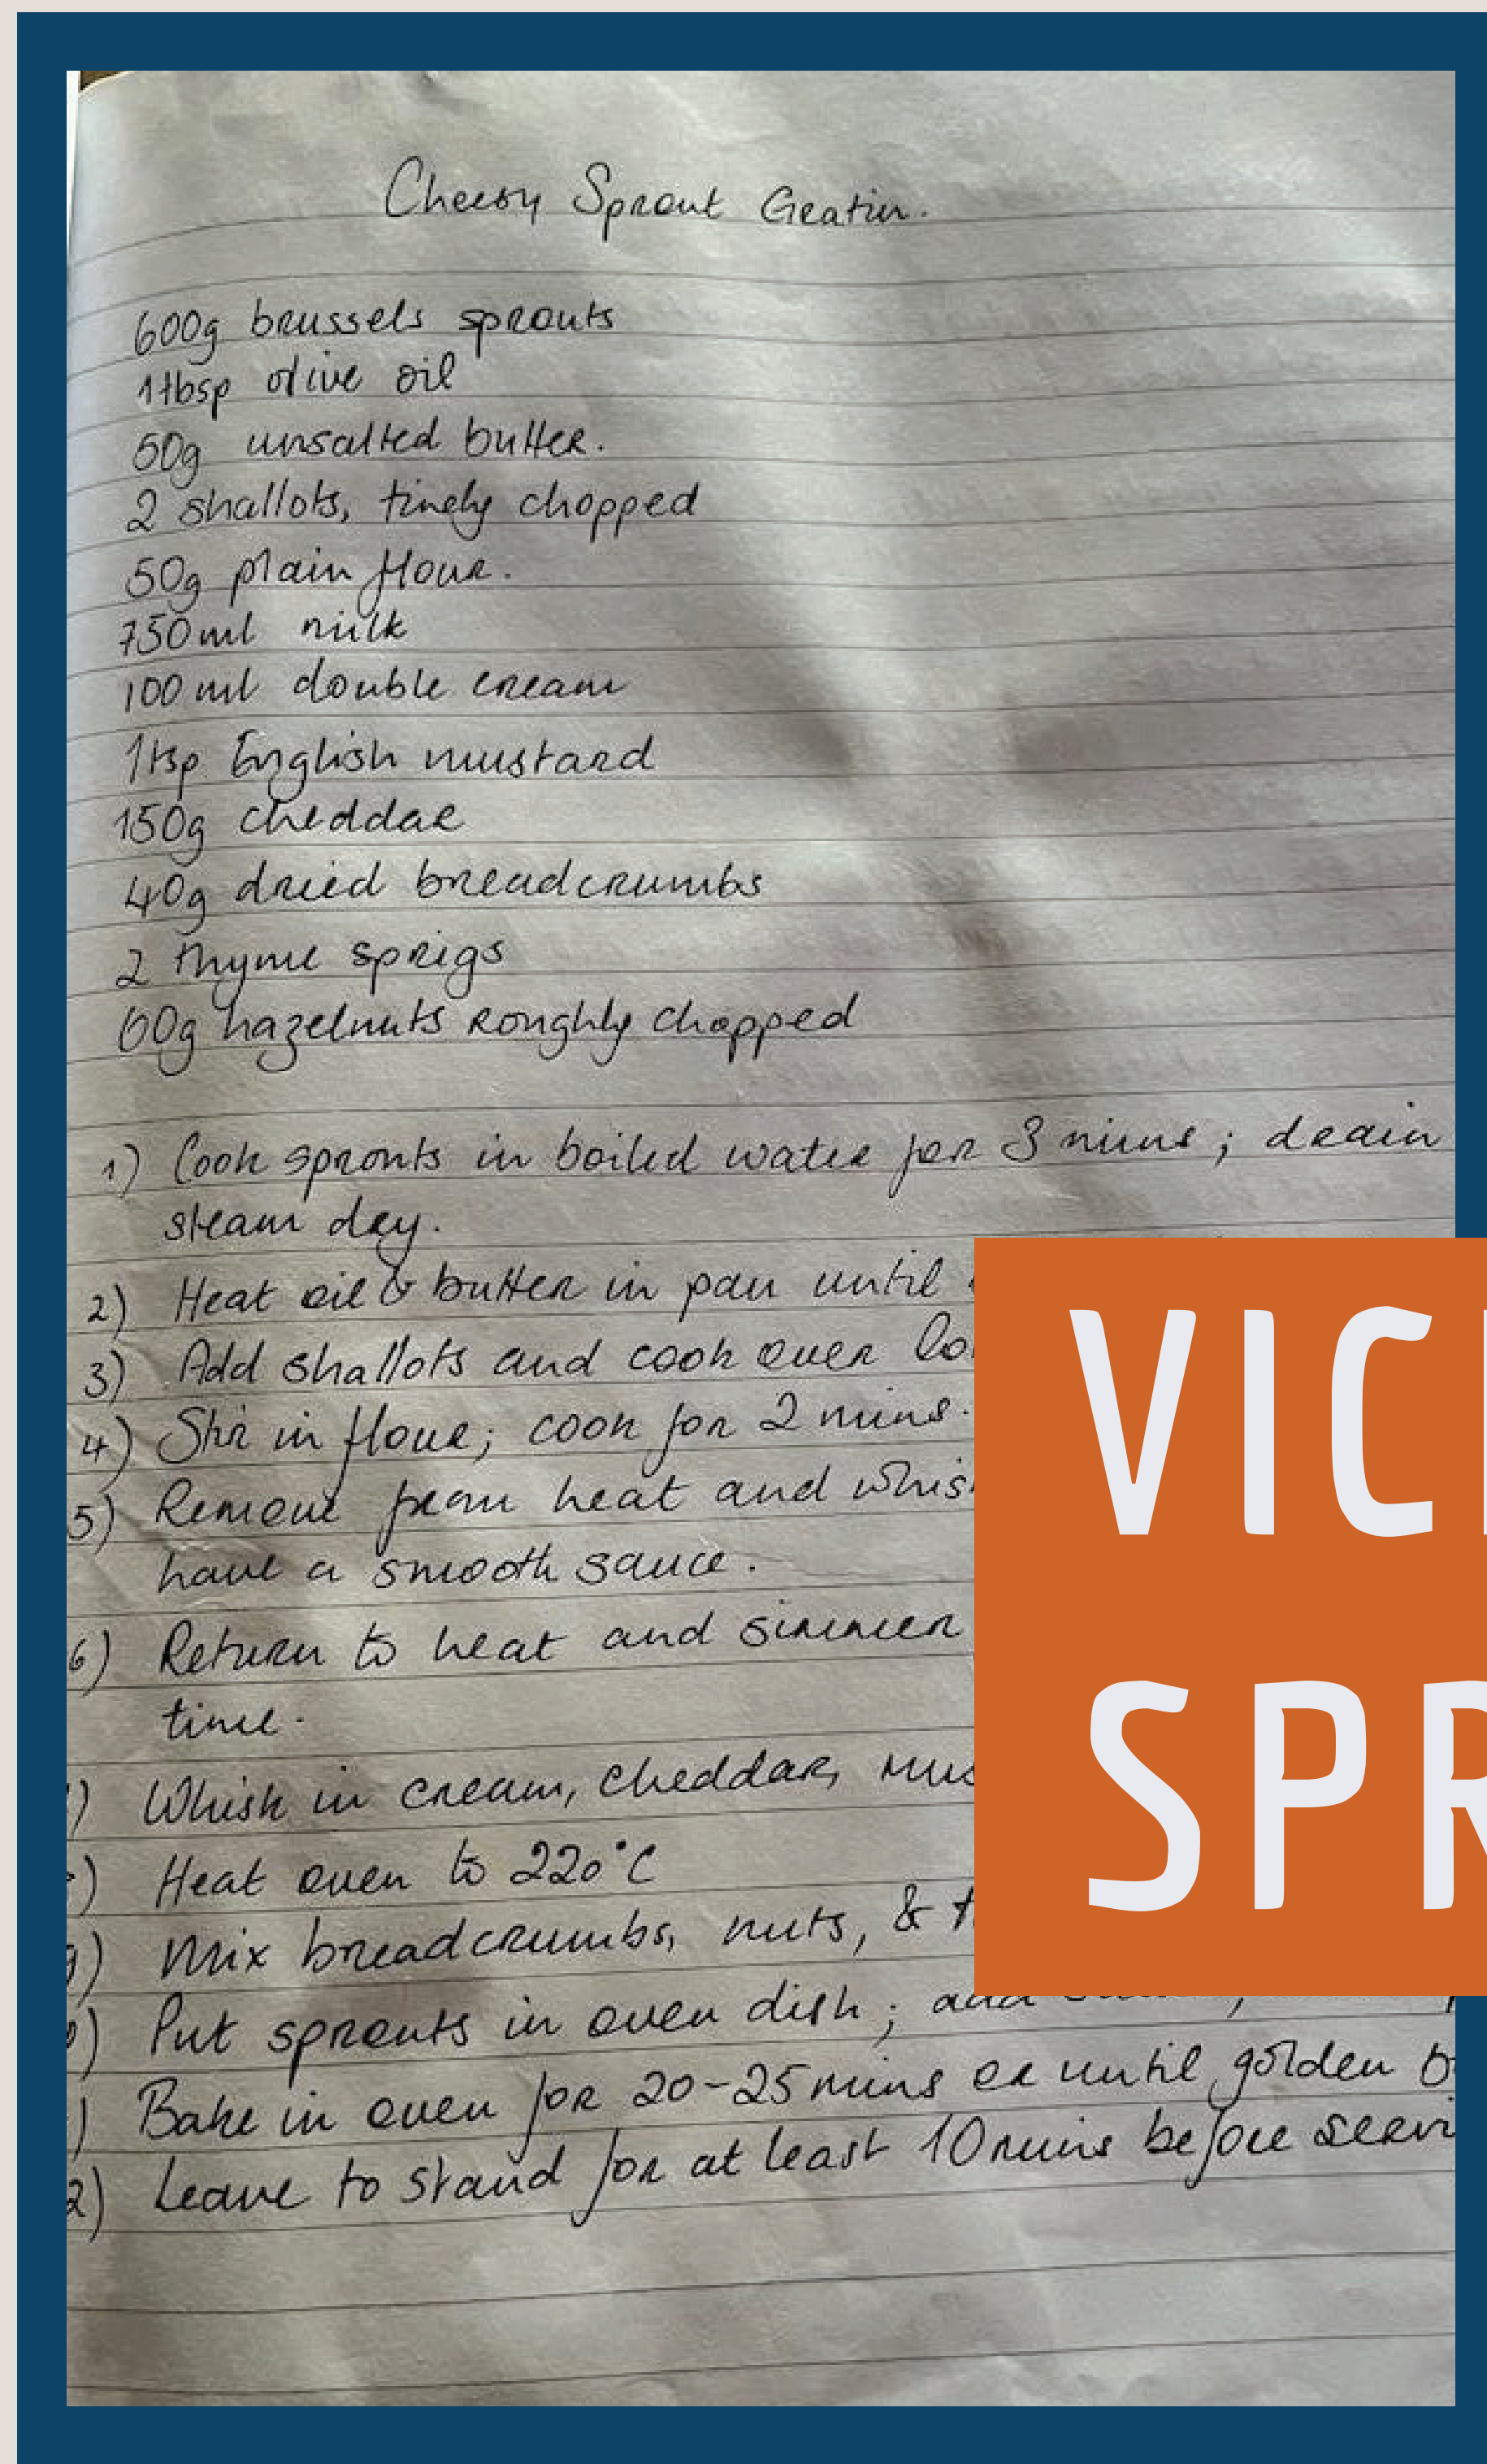 Cheesy Sprout Gratin.
600g brussels sprouts
1tbsp olive oil
50g unsalted butter.
2 shallots, finely chopped
50g plain flour.
750ml milk
100ml double cream
1tsp English mustard
150g cheddar
40g dried breadcrumbs
2 thyme sprigs
60g hazelnuts roughly chopped
1) Cook sprouts in boiled water for 3 mins; drain
steam dry.
2) Heat oil & butter in pan until
3) Add shallots and cook over
4) Stir in flour; cook for 2 mins.
5) Remove from heat and
have a smooth sauce.
6) Return to heat and simmer
time.
) Whisk in cream, cheddar,
) Heat oven to 220°C
) Mix breadcrumbs, nuts, &
) Put sprouts in oven dish; add
) Bake in oven for 20-25 mins or until golden
2) Leave to stand for at least 10 mins before
VIC
SPR